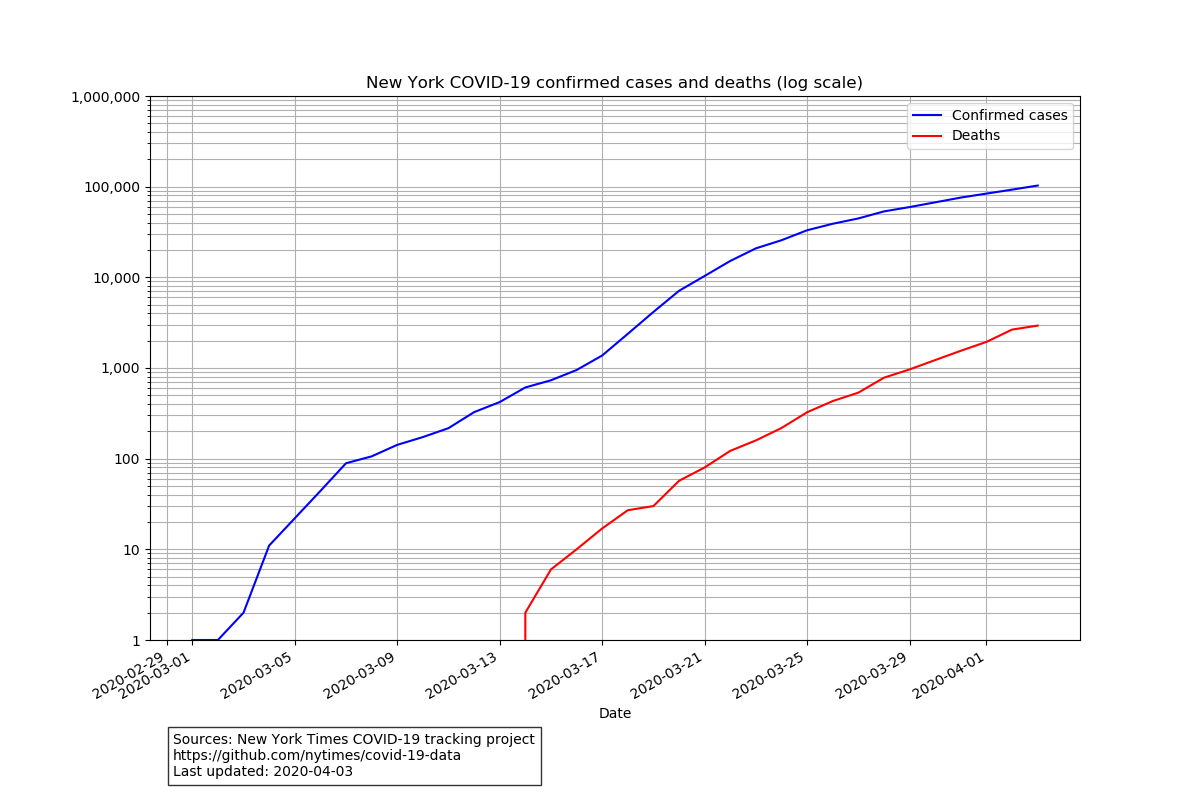 New York COVID-19 confirmed cases and deaths (log scale)
1,000,000
100,000
10,000
1,000
100
10
1
Confirmed cases
Deaths
2020-02-29
2020-03-01
2020-03-05
2020-03-09
2020-03-13
2020-03-17
2020-03-21
2020-03-25
2020-03-29
2020-04-01
Date
Sources: New York Times COVID-19 tracking project
https://github.com/nytimes/covid-19-data
Last updated: 2020-04-03